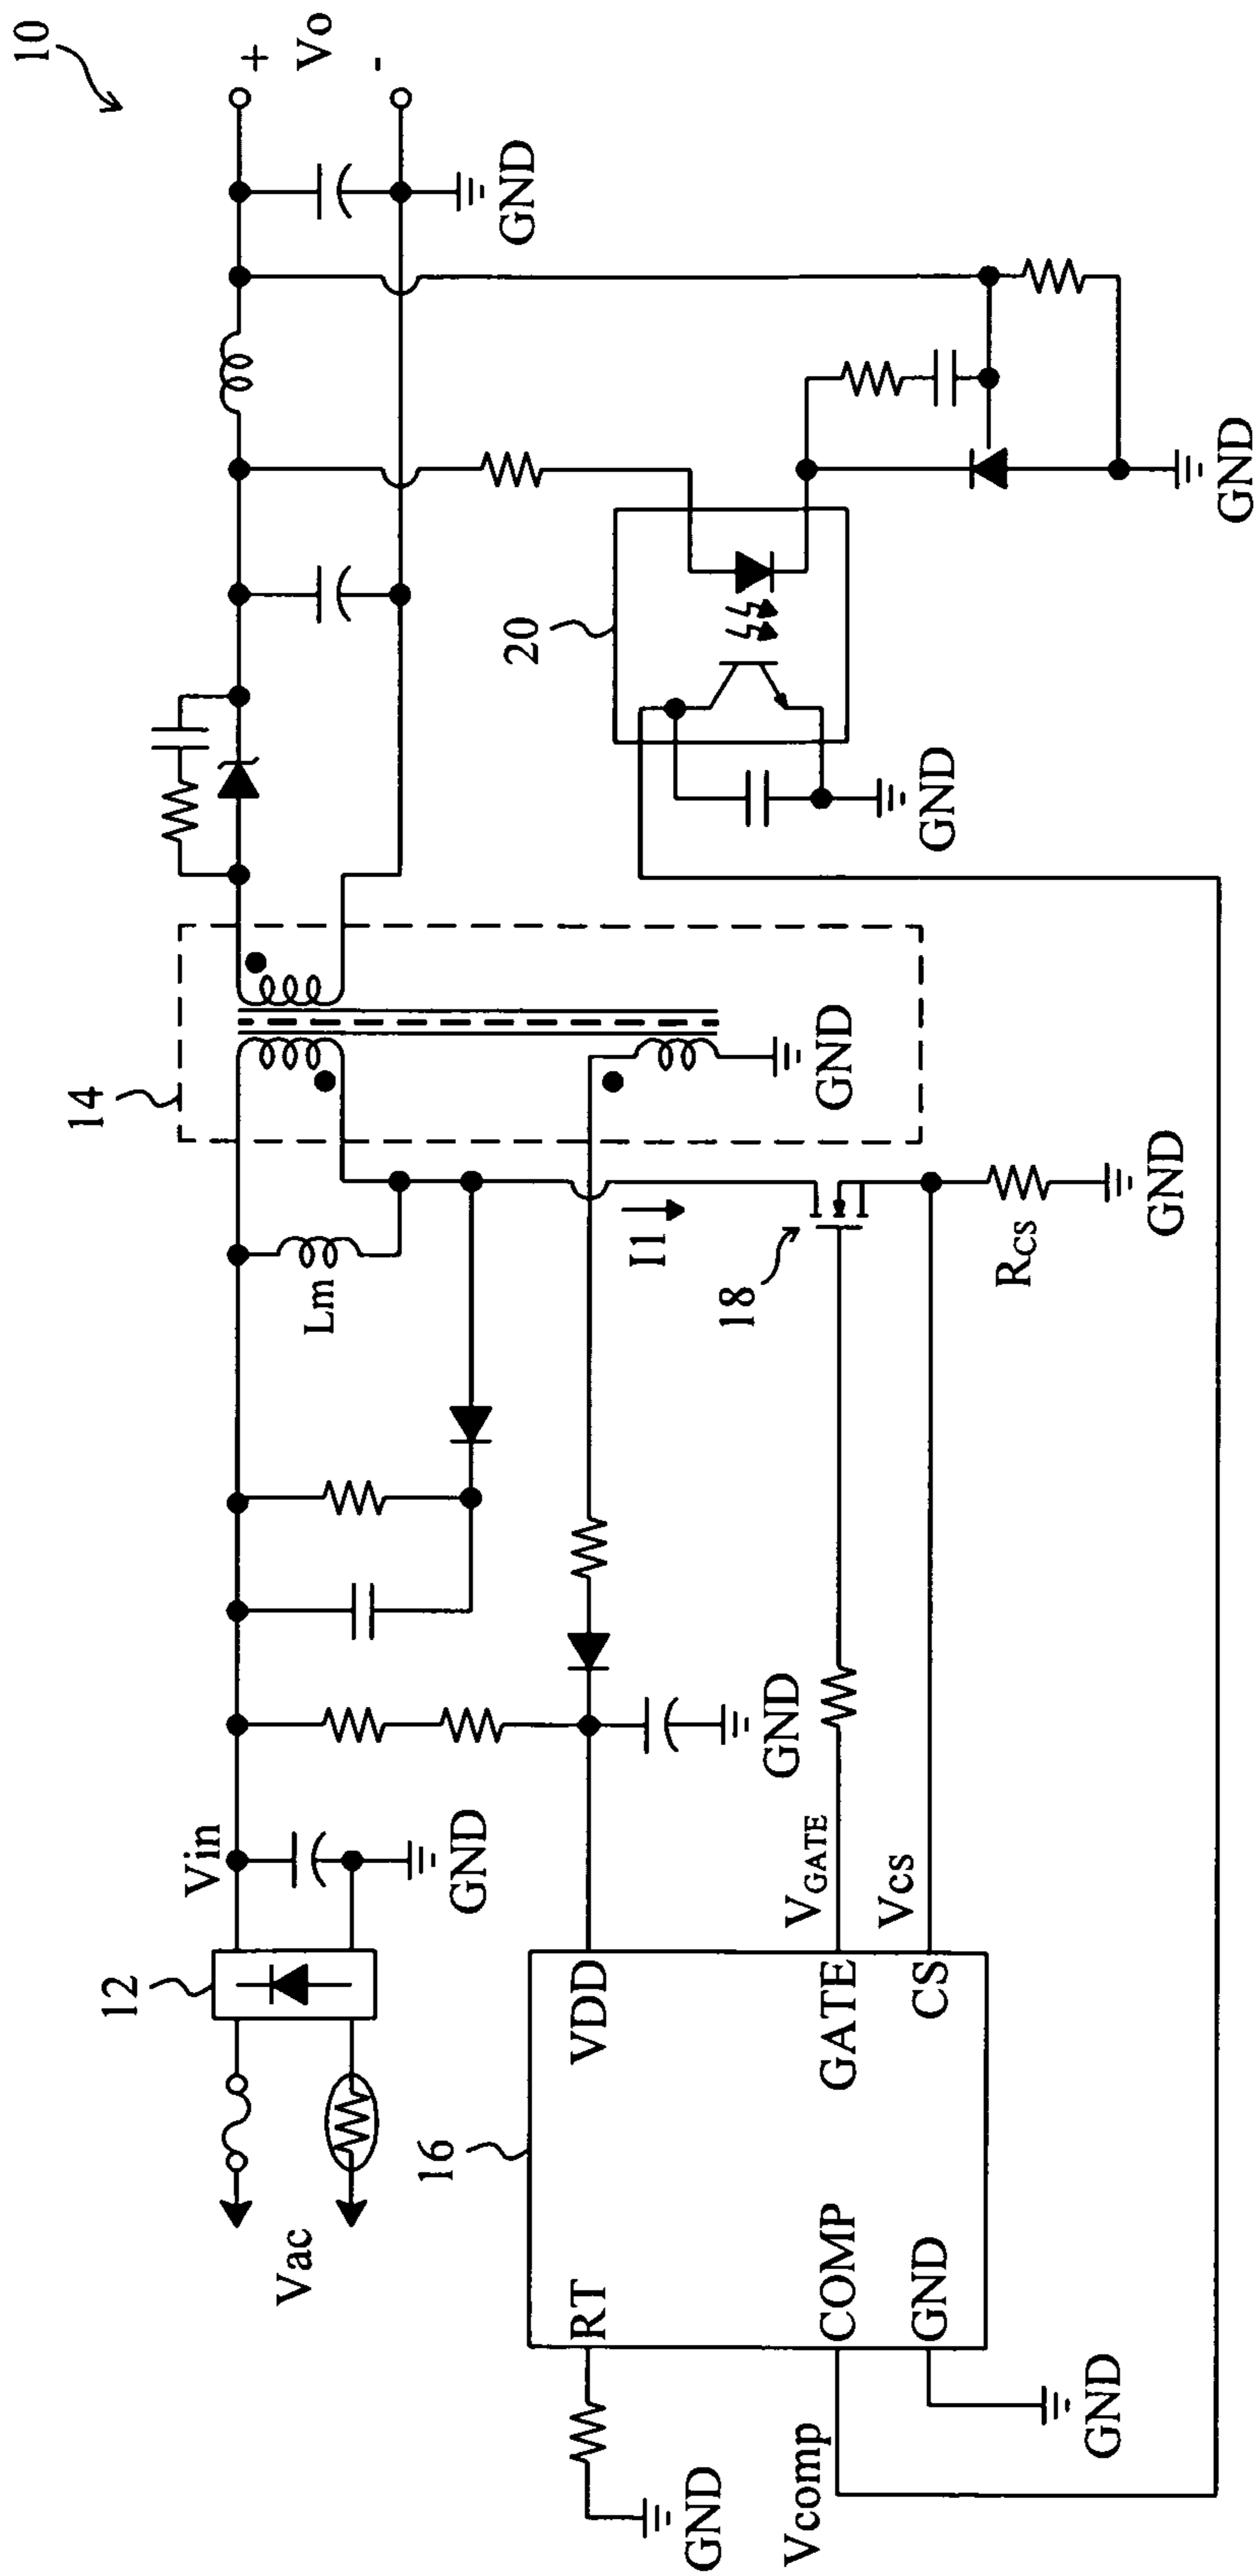 10
+
Vo
-
GND
GND
20
GND
14
GND
Lm
I1
18
RCS
GND
Vin
12
GND
GND
VGATE
VCS
Vac
16
VDD
GATE
CS
RT
COMP
GND
GND
Vcomp
GND